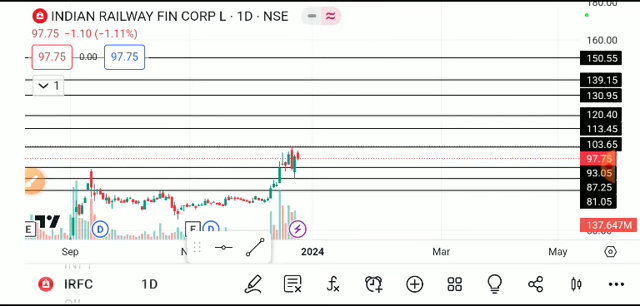 INDIAN RAILWAY FIN CORP L · 1D · NSE
97.75 −1.10 (−1.11%)
97.75 0.00 97.75
1
180.00
160.00
150.55
139.15
130.95
120.40
113.45
103.65
97.75
93.05
87.25
81.05
137.647M
E D E D
Sep 2024 Mar May
IRFC 1D